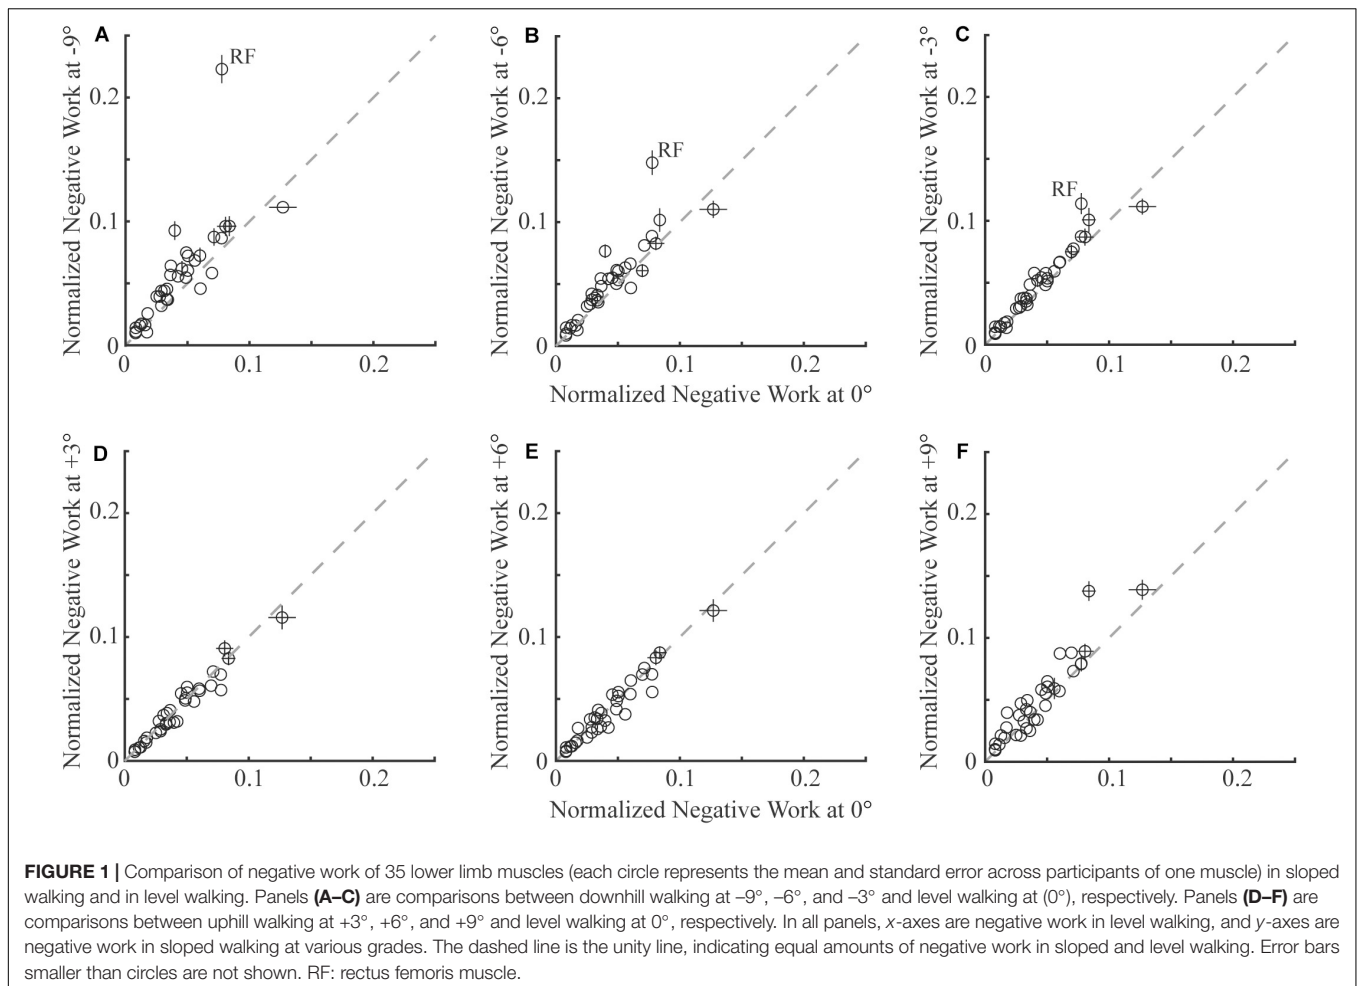 A
Normalized Negative Work at -9°
0.2
0.1
0
RF
0.1
0.2
B
Normalized Negative Work at -6°
0.2
0.1
0
RF
0
0.1
0.2
C
Normalized Negative Work at -3°
0.2
0.1
0
RF
0
0.1
0.2
0
Normalized Negative Work at 0°
D
Normalized Negative Work at +3°
0.2
0.1
0
0
0.1
0.2
E
Normalized Negative Work at +6°
0.2
0.1
0
0
0.1
0.2
F
Normalized Negative Work at +9°
0.2
0.1
0
0
0.1
0.2
Normalized Negative Work at 0°
FIGURE 1 | Comparison of negative work of 35 lower limb muscles (each circle represents the mean and standard error across participants of one muscle) in sloped
walking and in level walking. Panels (A–C) are comparisons between downhill walking at –9°, –6°, and –3° and level walking at (0°), respectively. Panels (D–F) are
comparisons between uphill walking at +3°, +6°, and +9° and level walking at 0°, respectively. In all panels, x-axes are negative work in level walking, and y-axes are
negative work in sloped walking at various grades. The dashed line is the unity line, indicating equal amounts of negative work in sloped and level walking. Error bars
smaller than circles are not shown. RF: rectus femoris muscle.